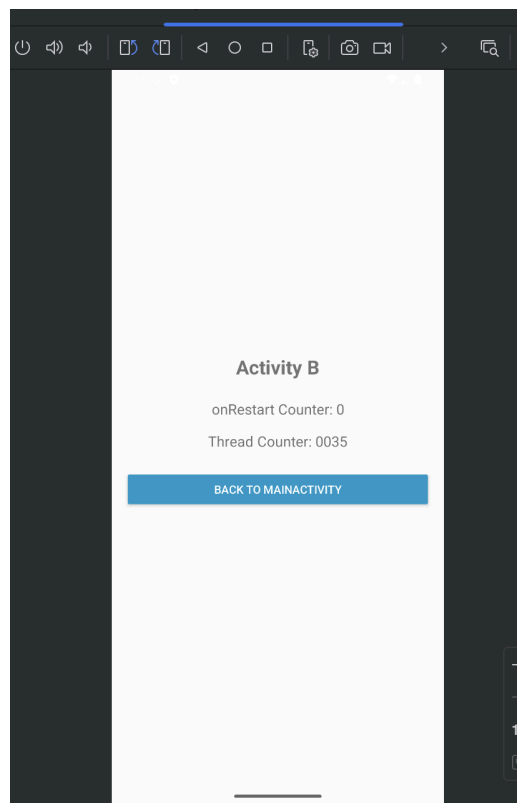 Activity B
onRestart Counter: 0
Thread Counter: 0035
BACK TO MAINACTIVITY